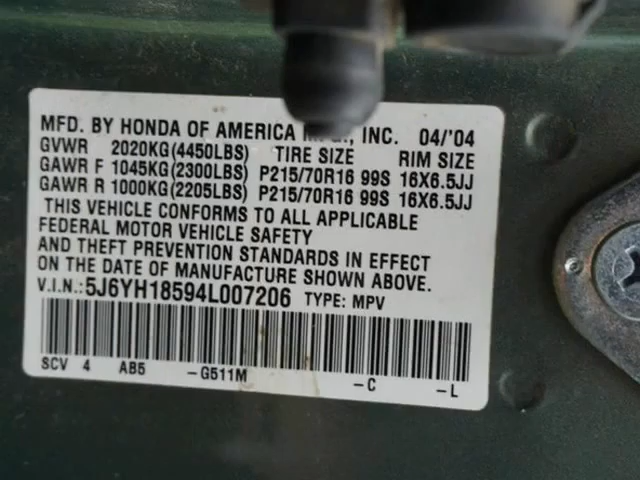 MFD. BY HONDA OF AMERICA INC. 04/'04
GVWR 2020KG(4450LBS) TIRE SIZE RIM SIZE
GAWR F 1045KG(2300LBS) P215/70R16 99S 16X6.5JJ
GAWR R 1000KG(2205LBS) P215/70R16 99S 16X6.5JJ
THIS VEHICLE CONFORMS TO ALL APPLICABLE
FEDERAL MOTOR VEHICLE SAFETY
AND THEFT PREVENTION STANDARDS IN EFFECT
ON THE DATE OF MANUFACTURE SHOWN ABOVE.
V.I.N.:5J6YH18594L007206 TYPE: MPV
SCV 4 AB5 -G511M -C -L